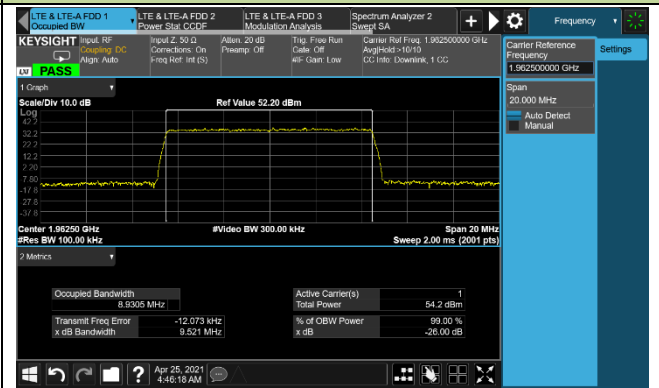 LTE & LTE-A FDD 1
Occupied BW
LTE & LTE-A FDD 2
Power Stat CCDF
LTE & LTE-A FDD 3
Modulation Analysis
Spectrum Analyzer 2
Swept SA
Frequency
KEYSIGHT
Input: RF
Coupling: DC
Align: Auto
Input Z: 50 Ω
Corrections: On
Freq Ref: Int (S)
Atten: 20 dB
Preamp: Off
Trig: Free Run
Gate: Off
#IF Gain: Low
Carrier Ref Freq: 1.962500000 GHz
Avg|Hold:>10/10
CC Info: Downlink, 1 CC
LXI
PASS
Carrier Reference
Frequency
1.962500000 GHz
Settings
Span
20.000 MHz
Auto Detect
Manual
1 Graph
Scale/Div 10.0 dB
Ref Value 52.20 dBm
Log
42.2
32.2
22.2
12.2
2.20
-7.80
-17.8
-27.8
-37.8
Center 1.96250 GHz
#Video BW 300.00 kHz
Span 20 MHz
#Res BW 100.00 kHz
Sweep 2.00 ms (2001 pts)
2 Metrics
Occupied Bandwidth
8.9305 MHz
Active Carrier(s)
1
Total Power
54.2 dBm
Transmit Freq Error
-12.073 kHz
x dB Bandwidth
9.521 MHz
% of OBW Power
99.00 %
x dB
-26.00 dB
?
Apr 25, 2021
4:46:18 AM